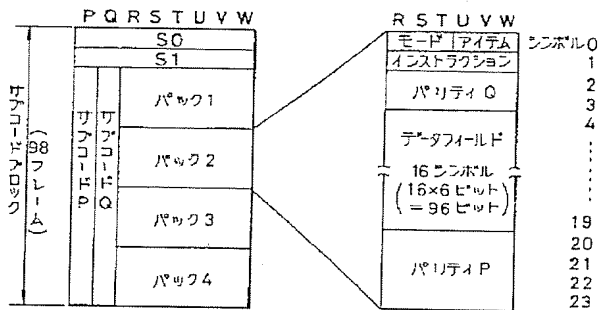 P Q R S T U V W
S0
S1
サブコードブロック
(98フレーム)
サブコードP
サブコードQ
パック1
パック2
パック3
パック4
R S T U V W
モード アイテム
インストラクション
パリティQ
データフィールド
16シンボル
(16×6ビット
=96ビット)
パリティP
シンボル0
1
2
3
4
19
20
21
22
23